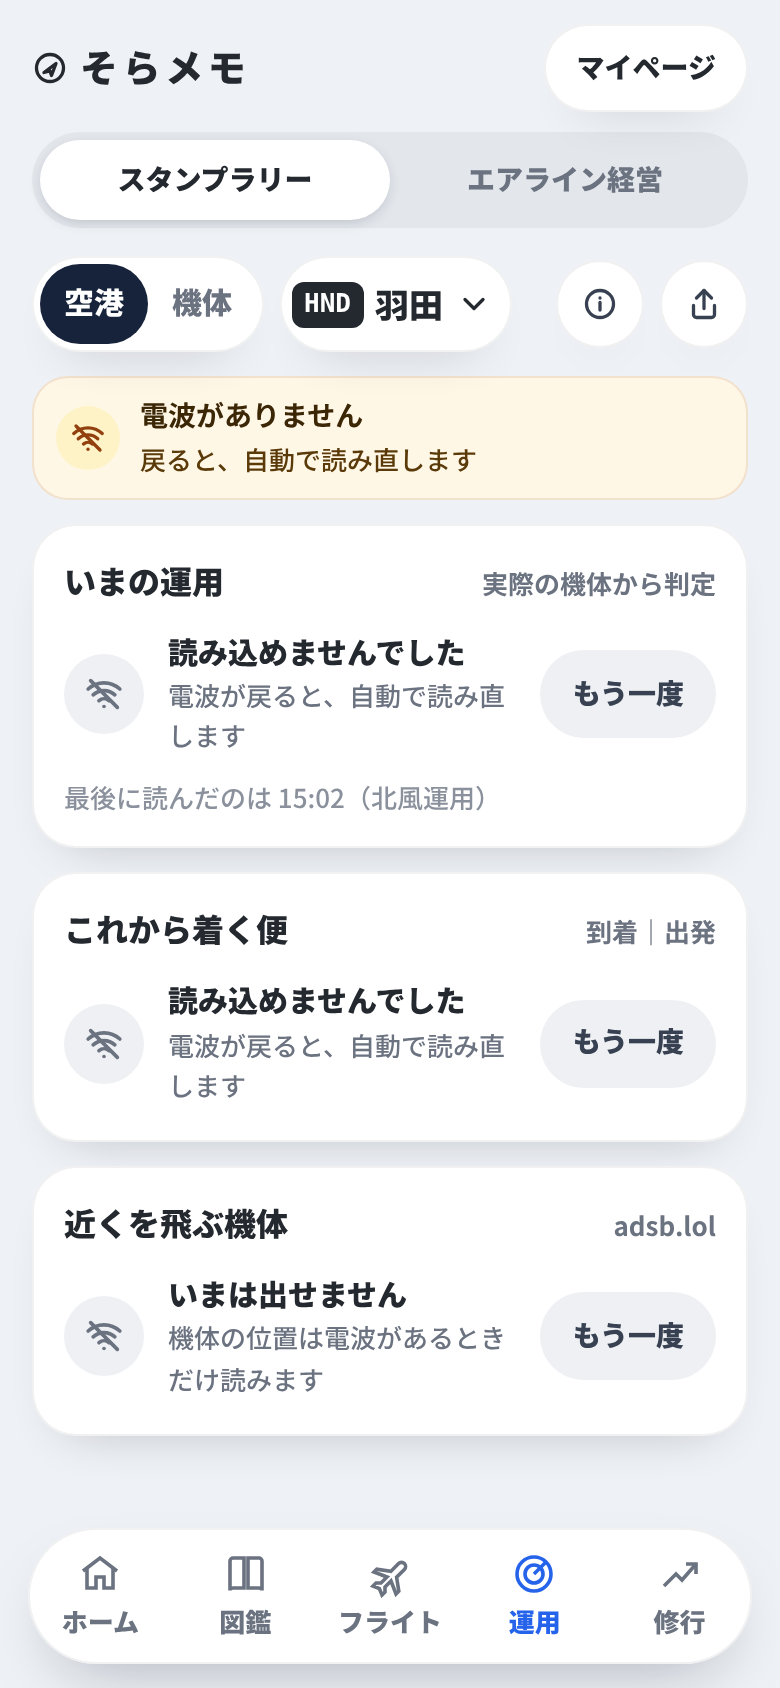 そらメモ
マイページ
スタンプラリー
エアライン経営
空港
機体
HND 羽田
電波がありません
戻ると、自動で読み直します
いまの運用
実際の機体から判定
読み込めませんでした
電波が戻ると、自動で読み直
します
もう一度
最後に読んだのは 15:02（北風運用）
これから着く便
到着｜出発
読み込めませんでした
電波が戻ると、自動で読み直
します
もう一度
近くを飛ぶ機体
adsb.lol
いまは出せません
機体の位置は電波があるとき
だけ読みます
もう一度
ホーム
図鑑
フライト
運用
修行